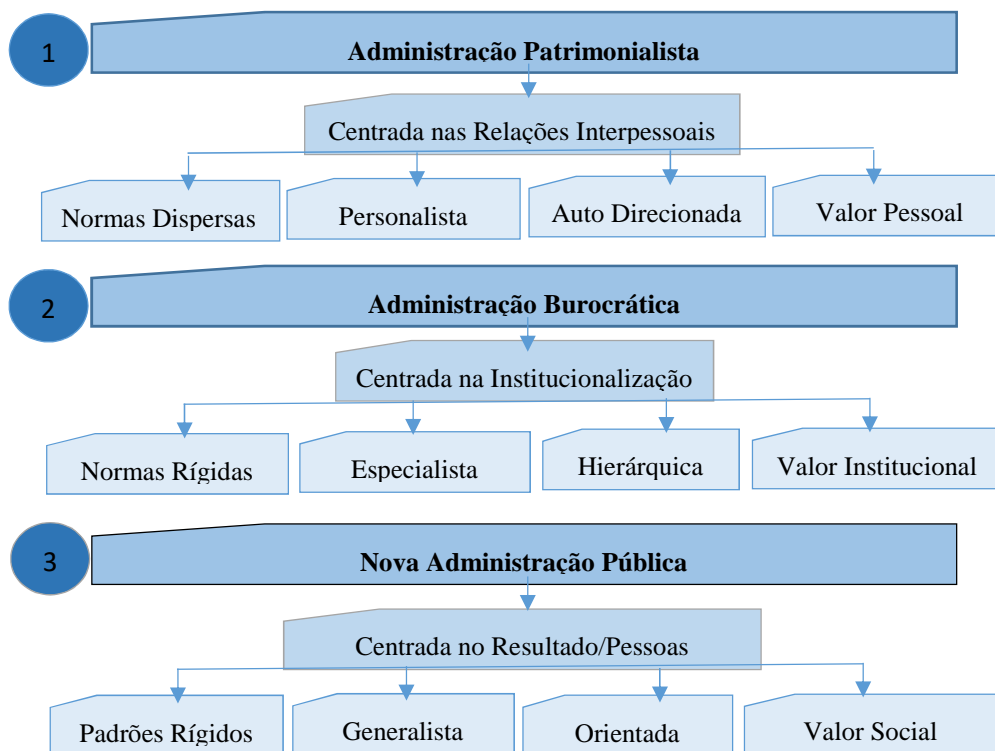 1
Administração Patrimonialista
Centrada nas Relações Interpessoais
Normas Dispersas
Personalista
Auto Direcionada
Valor Pessoal
2
Administração Burocrática
Centrada na Institucionalização
Normas Rígidas
Especialista
Hierárquica
Valor Institucional
3
Nova Administração Pública
Centrada no Resultado/Pessoas
Padrões Rígidos
Generalista
Orientada
Valor Social